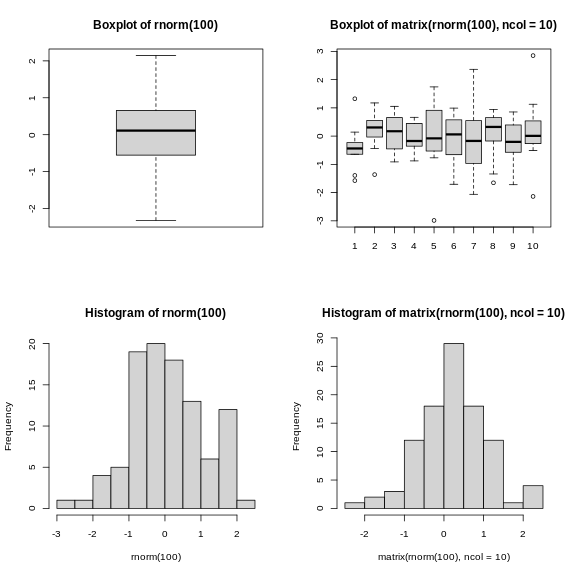 Boxplot of rnorm(100)
2
1
0
-1
-2
Boxplot of matrix(rnorm(100), ncol = 10)
3
2
1
0
-1
-2
-3
1 2 3 4 5 6 7 8 9 10
Histogram of rnorm(100)
Frequency
20
15
10
5
0
-3 -2 -1 0 1 2
rnorm(100)
Histogram of matrix(rnorm(100), ncol = 10)
Frequency
30
25
20
15
10
5
0
-2 -1 0 1 2
matrix(rnorm(100), ncol = 10)